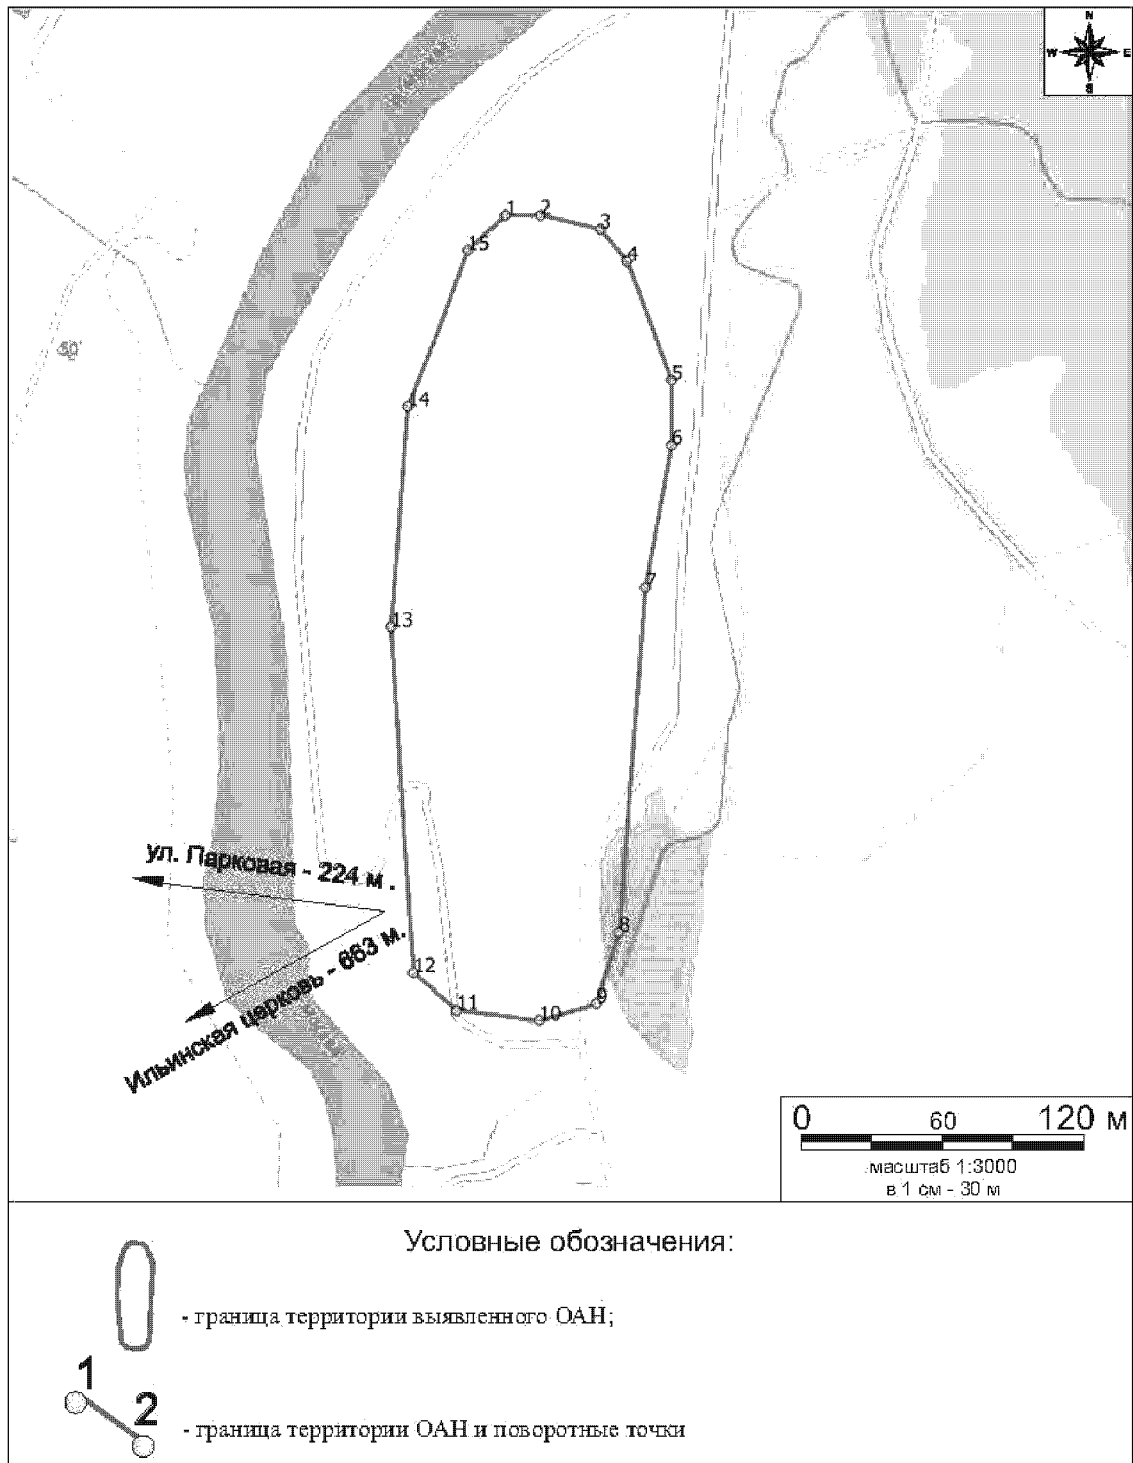 N
W E
S
1
2
3
15
4
5
14
6
7
13
ул. Парковая - 224 м .
8
Ильинская церковь - 663 м.
12
9
11
10
0 60 120 м
масштаб 1:3000
в 1 см - 30 м
Условные обозначения:
- граница территории выявленного ОАН;
1
2
- граница территории ОАН и поворотные точки